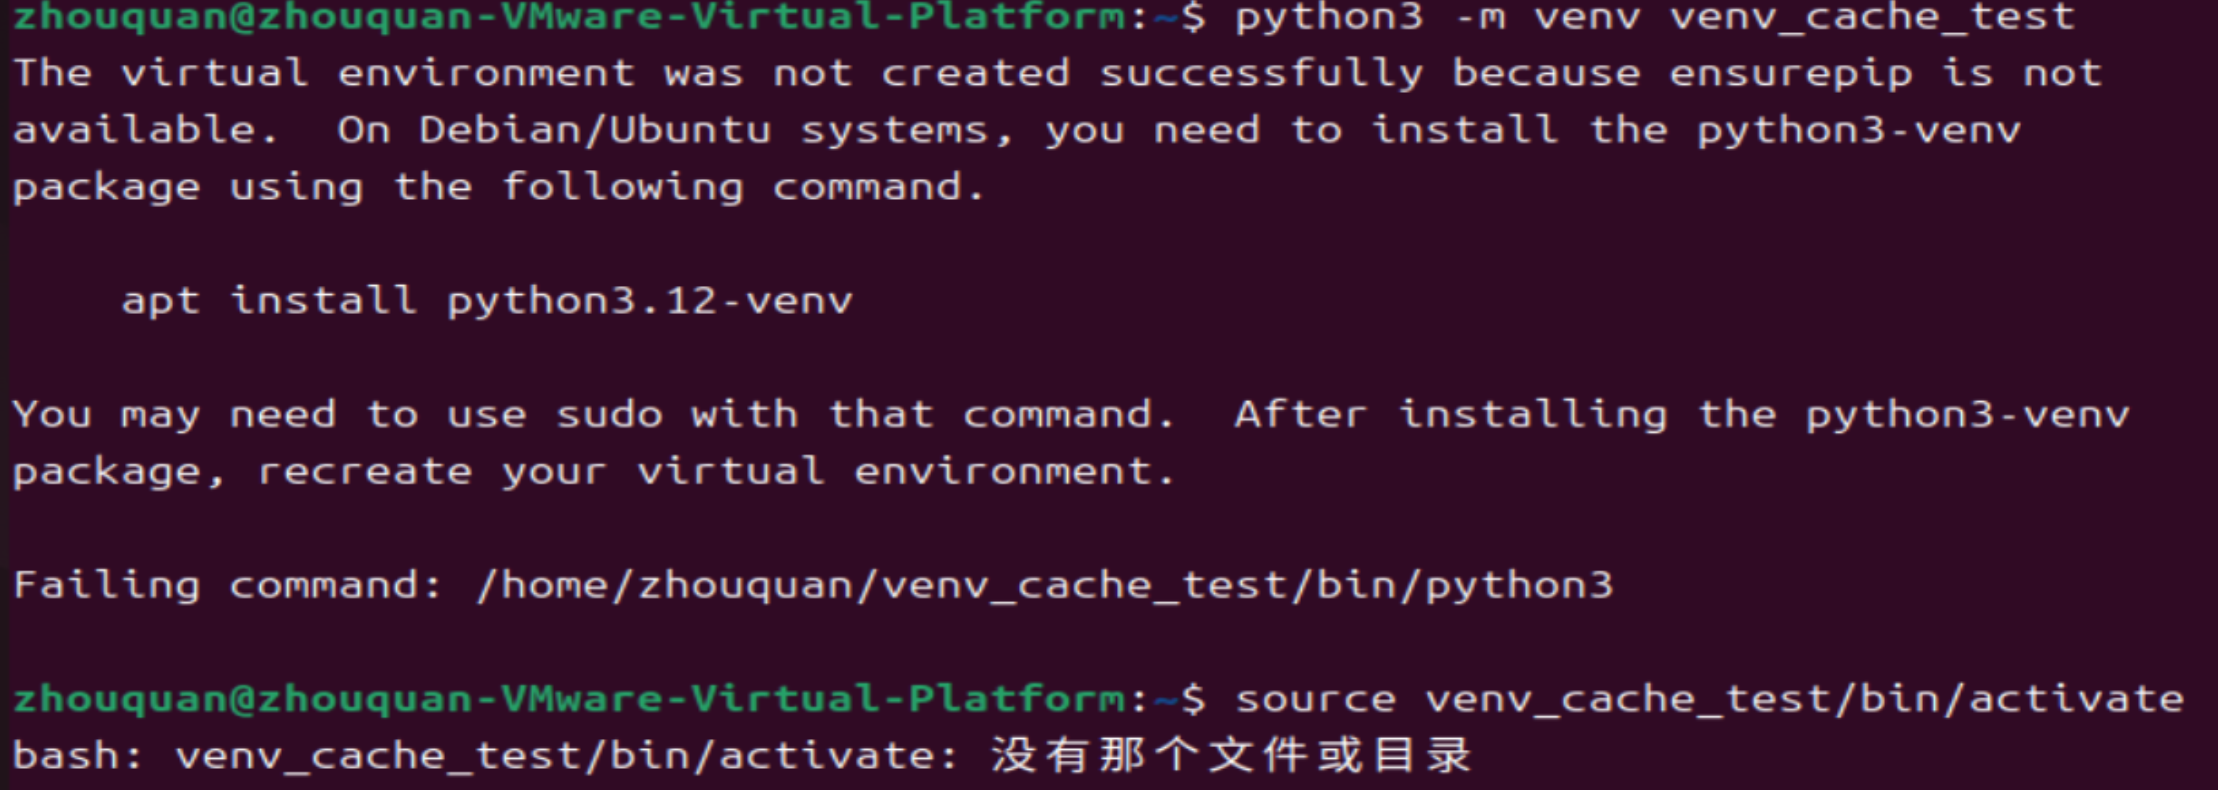 zhouquan@zhouquan-VMware-Virtual-Platform:~$ python3 -m venv venv_cache_test
The virtual environment was not created successfully because ensurepip is not
available.  On Debian/Ubuntu systems, you need to install the python3-venv
package using the following command.
    apt install python3.12-venv
You may need to use sudo with that command.  After installing the python3-venv
package, recreate your virtual environment.
Failing command: /home/zhouquan/venv_cache_test/bin/python3
zhouquan@zhouquan-VMware-Virtual-Platform:~$ source venv_cache_test/bin/activate
bash: venv_cache_test/bin/activate: 没有那个文件或目录